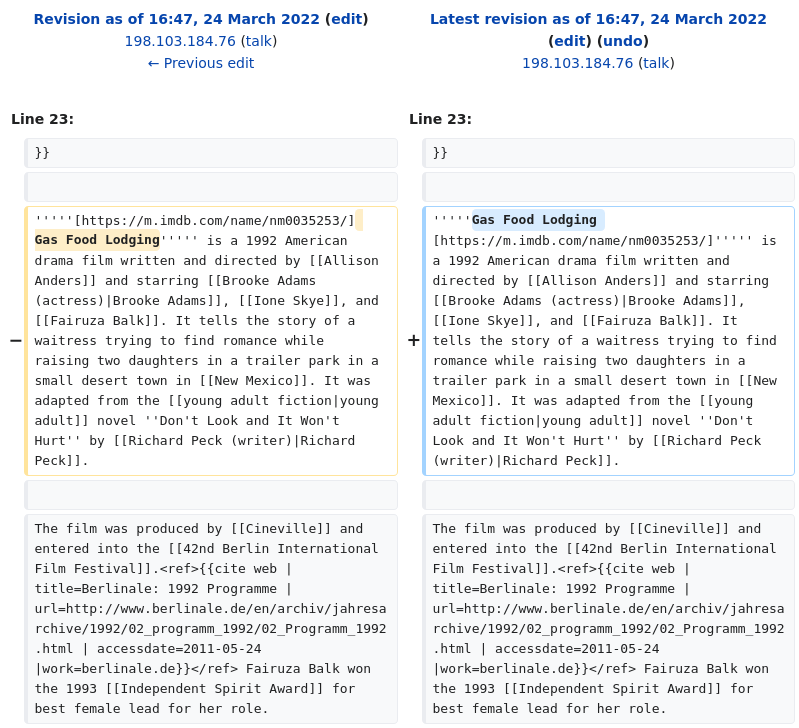 Revision as of 16:47, 24 March 2022 (edit)
198.103.184.76 (talk)
← Previous edit
Line 23:
}}
−
'''''[https://m.imdb.com/name/nm0035253/]
Gas Food Lodging''''' is a 1992 American
drama film written and directed by [[Allison
Anders]] and starring [[Brooke Adams
(actress)|Brooke Adams]], [[Ione Skye]], and
[[Fairuza Balk]]. It tells the story of a
waitress trying to find romance while
raising two daughters in a trailer park in a
small desert town in [[New Mexico]]. It was
adapted from the [[young adult fiction|young
adult]] novel ''Don't Look and It Won't
Hurt'' by [[Richard Peck (writer)|Richard
Peck]].
The film was produced by [[Cineville]] and
entered into the [[42nd Berlin International
Film Festival]].<ref>{{cite web |
title=Berlinale: 1992 Programme |
url=http://www.berlinale.de/en/archiv/jahresa
rchive/1992/02_programm_1992/02_Programm_1992
.html | accessdate=2011-05-24
|work=berlinale.de}}</ref> Fairuza Balk won
the 1993 [[Independent Spirit Award]] for
best female lead for her role.
Latest revision as of 16:47, 24 March 2022
(edit) (undo)
198.103.184.76 (talk)
Line 23:
}}
+
'''''Gas Food Lodging
[https://m.imdb.com/name/nm0035253/]''''' is
a 1992 American drama film written and
directed by [[Allison Anders]] and starring
[[Brooke Adams (actress)|Brooke Adams]],
[[Ione Skye]], and [[Fairuza Balk]]. It
tells the story of a waitress trying to find
romance while raising two daughters in a
trailer park in a small desert town in [[New
Mexico]]. It was adapted from the [[young
adult fiction|young adult]] novel ''Don't
Look and It Won't Hurt'' by [[Richard Peck
(writer)|Richard Peck]].
The film was produced by [[Cineville]] and
entered into the [[42nd Berlin International
Film Festival]].<ref>{{cite web |
title=Berlinale: 1992 Programme |
url=http://www.berlinale.de/en/archiv/jahresa
rchive/1992/02_programm_1992/02_Programm_1992
.html | accessdate=2011-05-24
|work=berlinale.de}}</ref> Fairuza Balk won
the 1993 [[Independent Spirit Award]] for
best female lead for her role.